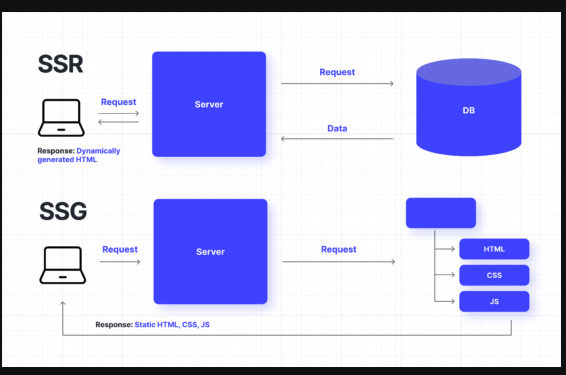 SSR
Request
Server
Request
Data
DB
Response: Dynamically
generated HTML
SSG
Request
Server
Request
HTML
CSS
JS
Response: Static HTML, CSS, JS